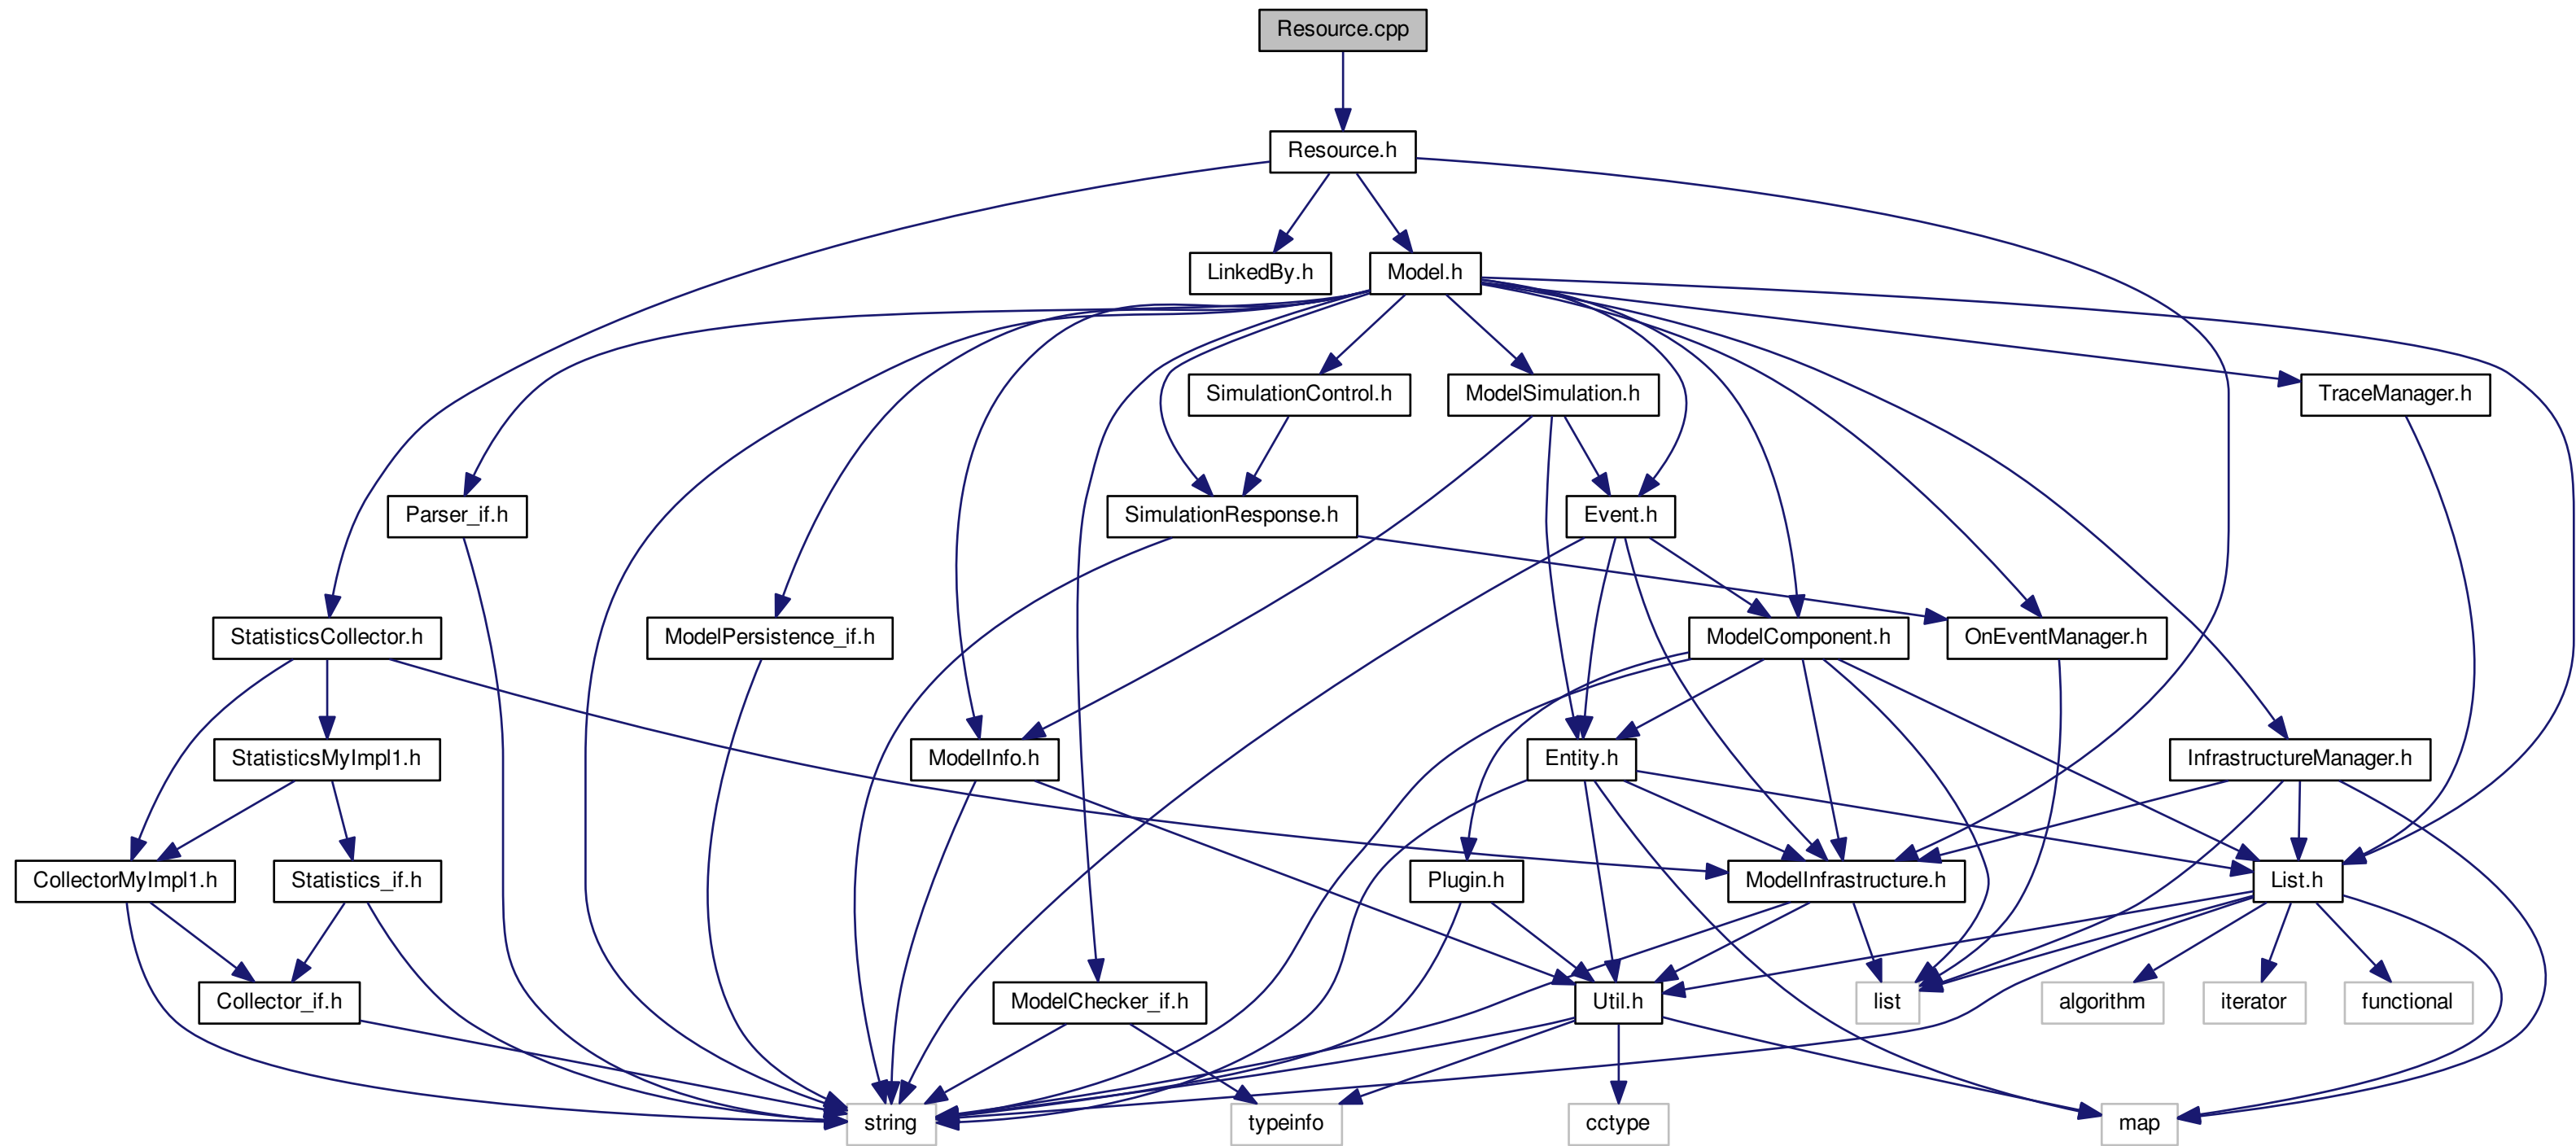 Resource.cpp
Resource.h
LinkedBy.h
Model.h
SimulationControl.h
ModelSimulation.h
TraceManager.h
Parser_if.h
SimulationResponse.h
Event.h
StatisticsCollector.h
ModelPersistence_if.h
ModelComponent.h
OnEventManager.h
StatisticsMyImpl1.h
ModelInfo.h
Entity.h
InfrastructureManager.h
CollectorMyImpl1.h
Statistics_if.h
Plugin.h
ModelInfrastructure.h
List.h
Collector_if.h
ModelChecker_if.h
Util.h
list
algorithm
iterator
functional
string
typeinfo
cctype
map